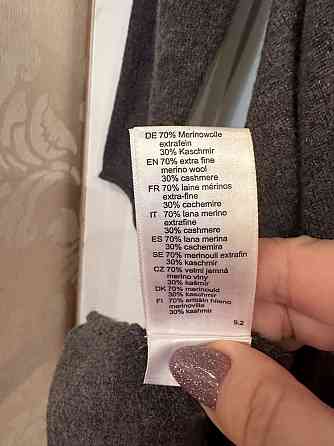 DE 70% Merinowolle
extrafein
30% Kaschmir
EN 70% extra fine
merino wool
30% cashmere
FR 70% laine mérinos
extra-fine
30% cachemire
IT 70% lana merino
extrafine
30% cashmere
ES 70% lana merina
30% cachemira
SE 70% merinoull extrafin
30% kaschmir
CZ 70% velmi jemná
merino vlny
30% kašmír
DK 70% merinould
30% kaschmir
FI 70% erittäin hieno
merinovilla
30% kashmir
5.2